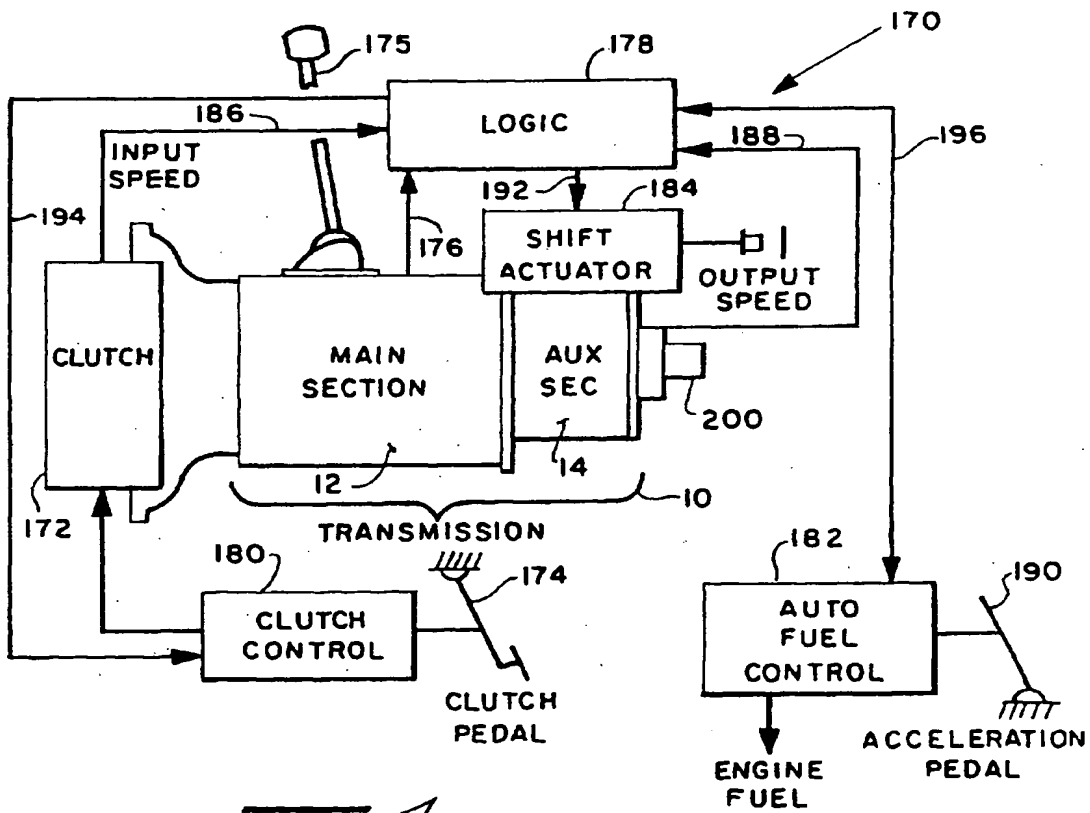 170
175
178
LOGIC
186
INPUT
SPEED
188
196
192
184
194
176
SHIFT
ACTUATOR
OUTPUT
SPEED
CLUTCH
MAIN
SECTION
AUX
SEC
200
12
14
172
10
TRANSMISSION
180
174
182
190
CLUTCH
CONTROL
AUTO
FUEL
CONTROL
CLUTCH
PEDAL
ACCELERATION
PEDAL
ENGINE
FUEL